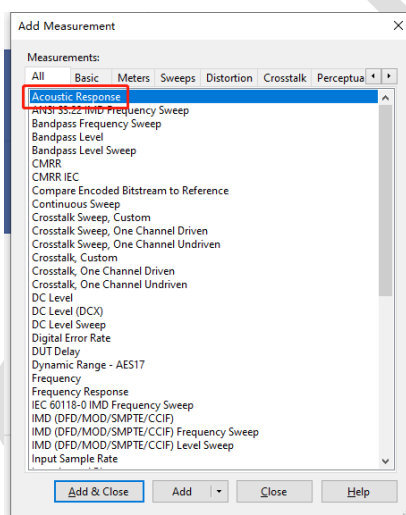 Add Measurement
Measurements:
All Basic Meters Sweeps Distortion Crosstalk Perceptua
Acoustic Response
ANSI S3.22 IMD Frequency Sweep
Bandpass Frequency Sweep
Bandpass Level
Bandpass Level Sweep
CMRR
CMRR IEC
Compare Encoded Bitstream to Reference
Continuous Sweep
Crosstalk Sweep, Custom
Crosstalk Sweep, One Channel Driven
Crosstalk Sweep, One Channel Undriven
Crosstalk, Custom
Crosstalk, One Channel Driven
Crosstalk, One Channel Undriven
DC Level
DC Level (DCX)
DC Level Sweep
Digital Error Rate
DUT Delay
Dynamic Range - AES17
Frequency
Frequency Response
IEC 60118-0 IMD Frequency Sweep
IMD (DFD/MOD/SMPTE/CCIF)
IMD (DFD/MOD/SMPTE/CCIF) Frequency Sweep
IMD (DFD/MOD/SMPTE/CCIF) Level Sweep
Input Sample Rate
Add & Close Add Close Help